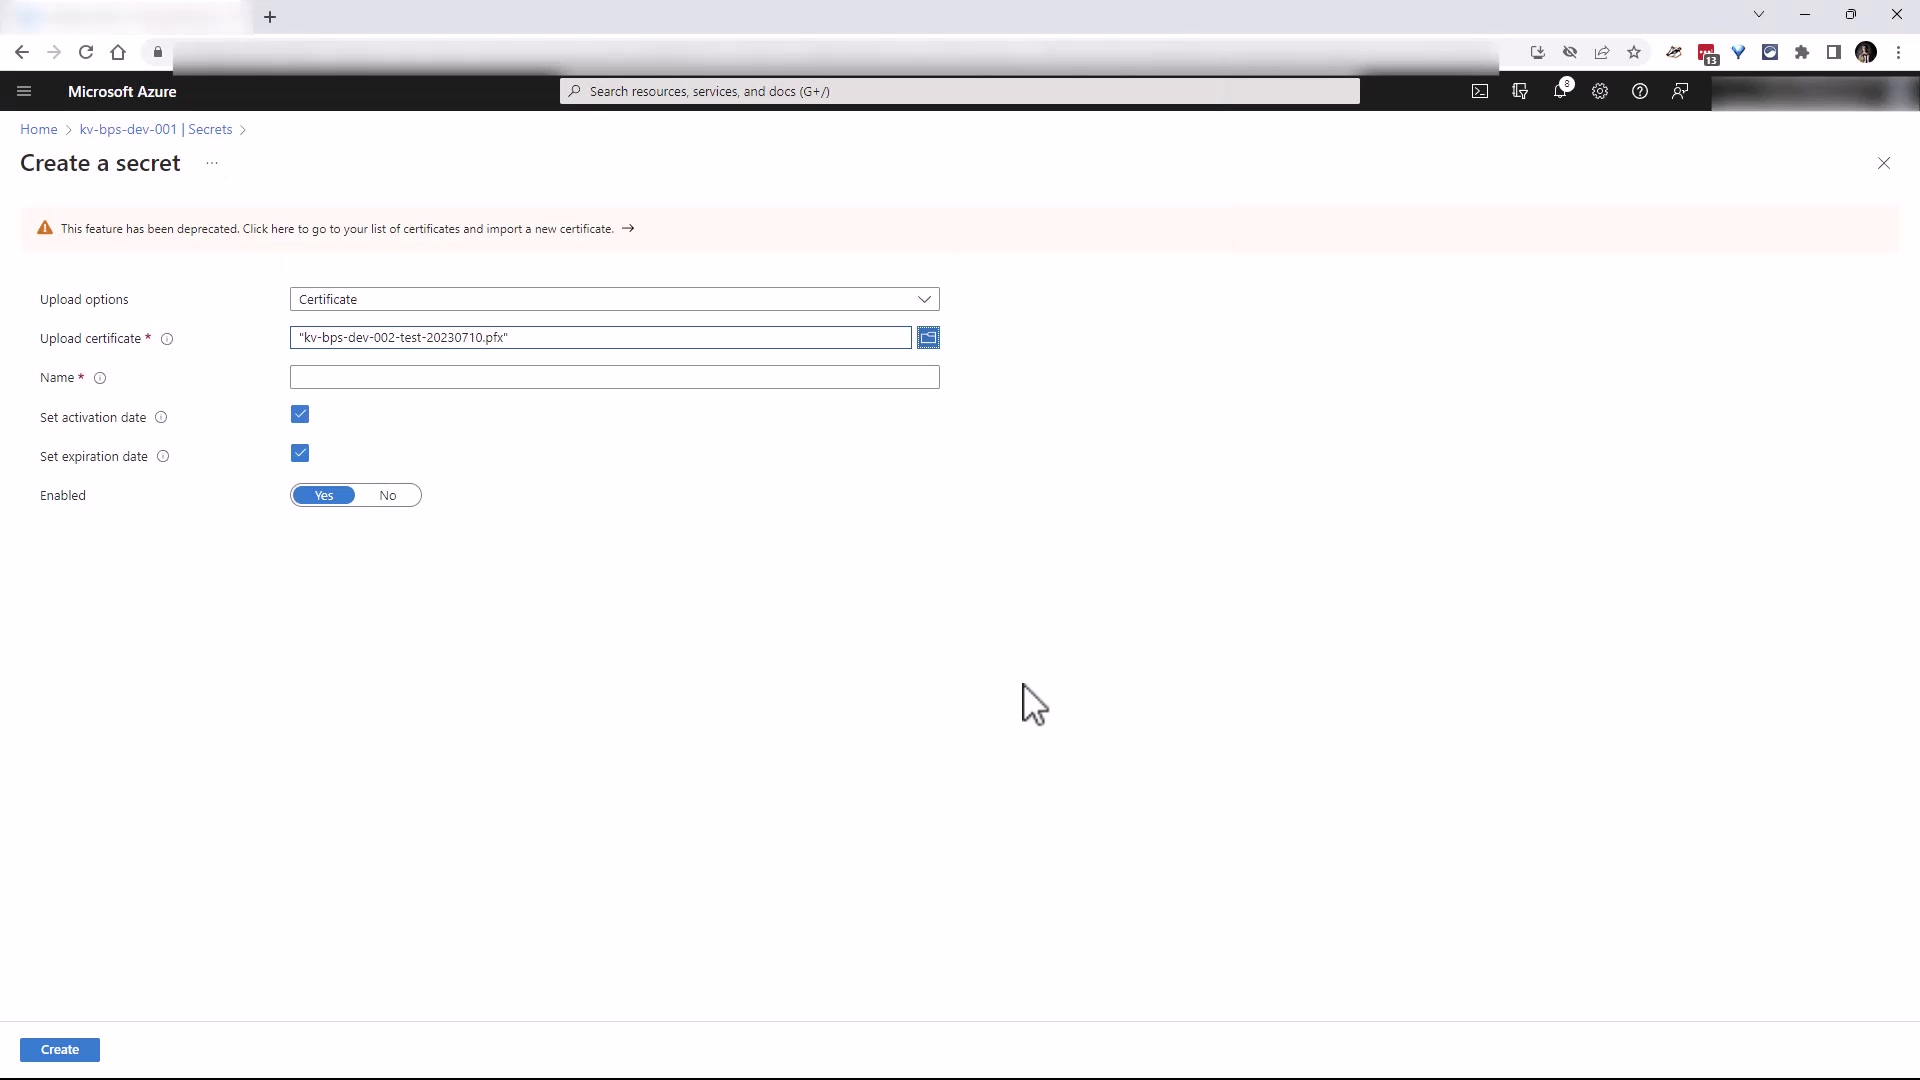 Microsoft Azure
Search resources, services, and docs (G+/)
13
8
Home > kv-bps-dev-001 | Secrets >
Create a secret ...
This feature has been deprecated. Click here to go to your list of certificates and import a new certificate. →
Upload options
Certificate
Upload certificate *
"kv-bps-dev-002-test-20230710.pfx"
Name *
Set activation date
Set expiration date
Enabled
Yes No
Create